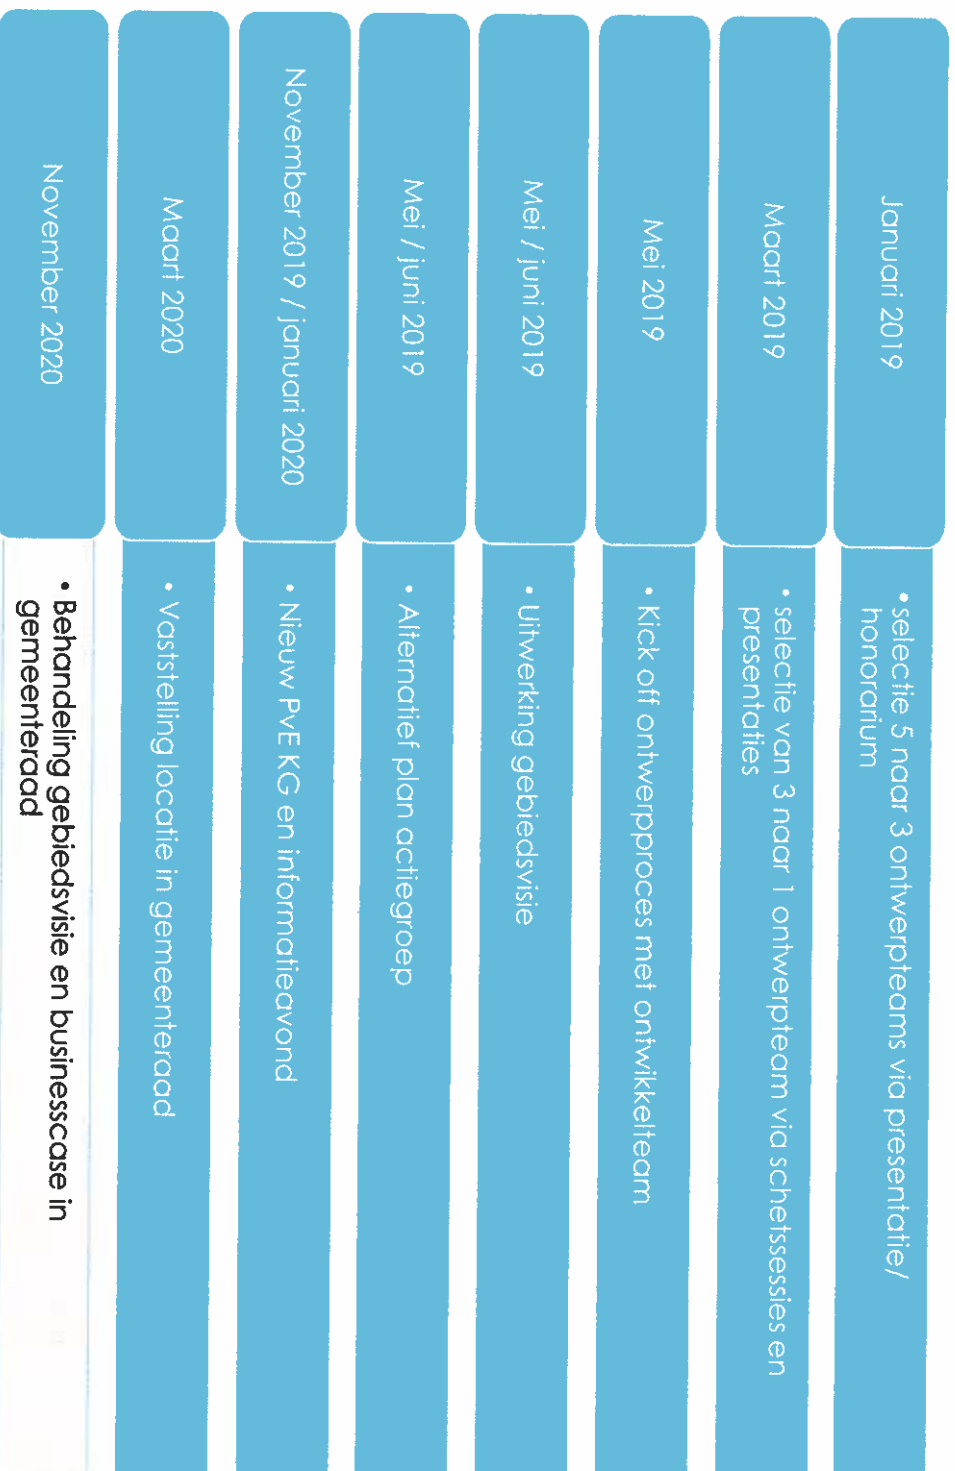 Januari 2019
• selectie 5 naar 3 ontwerpteams via presentatie/
honorarium
Maart 2019
• selectie van 3 naar 1 ontwerpteam via schetssessies en
presentaties
Mei 2019
• Kick off ontwerpproces met ontwikkelteam
Mei / juni 2019
• Uitwerking gebiedsvisie
Mei / juni 2019
• Alternatief plan actiegroep
November 2019 / januari 2020
• Nieuw PvE KG en informatieavond
Maart 2020
• Vaststelling locatie in gemeenteraad
November 2020
• Behandeling gebiedsvisie en businesscase in
gemeenteraad